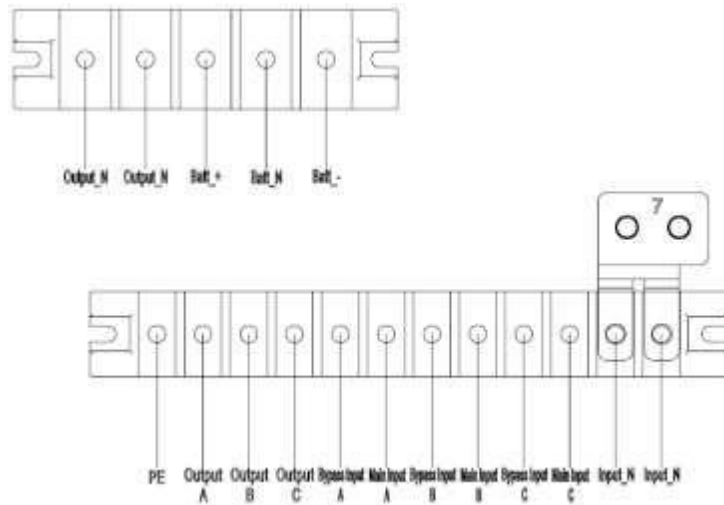 Output_N Output_N Batt_+ Batt_N Batt_-
7
PE Output Output Output Bypass Input Main Input Bypass Input Main Input Bypass Input Main Input Input_N Input_N
A B C A A B B C C